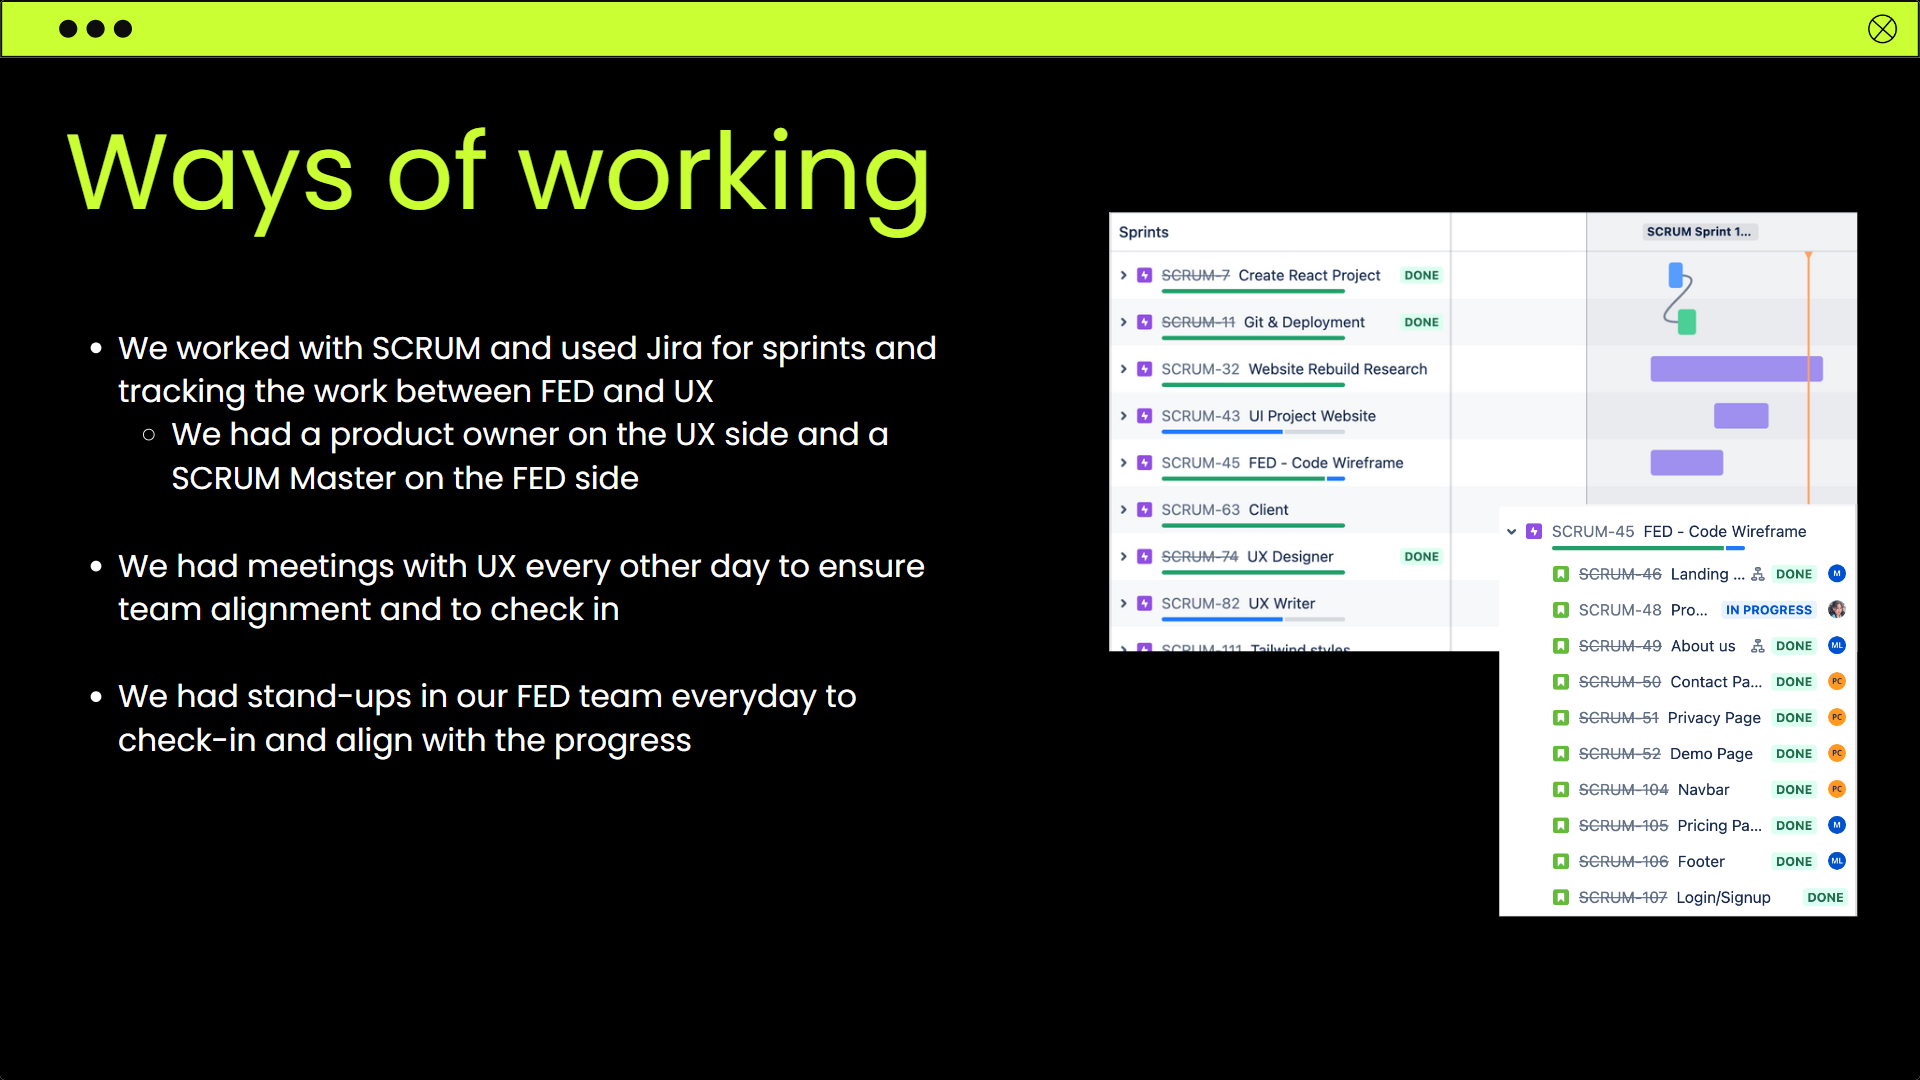 Ways of working
We worked with SCRUM and used Jira for sprints and
tracking the work between FED and UX
We had a product owner on the UX side and a
SCRUM Master on the FED side
We had meetings with UX every other day to ensure
team alignment and to check in
We had stand-ups in our FED team everyday to
check-in and align with the progress
Sprints
SCRUM Sprint 1...
SCRUM-7 Create React Project DONE
SCRUM-11 Git & Deployment DONE
SCRUM-32 Website Rebuild Research
SCRUM-43 UI Project Website
SCRUM-45 FED - Code Wireframe
SCRUM-63 Client
SCRUM-74 UX Designer DONE
SCRUM-82 UX Writer
SCRUM-111 Tailwind styles
SCRUM-45 FED - Code Wireframe
SCRUM-46 Landing ... DONE M
SCRUM-48 Pro... IN PROGRESS
SCRUM-49 About us DONE ML
SCRUM-50 Contact Pa... DONE PC
SCRUM-51 Privacy Page DONE PC
SCRUM-52 Demo Page DONE PC
SCRUM-104 Navbar DONE PC
SCRUM-105 Pricing Pa... DONE M
SCRUM-106 Footer DONE ML
SCRUM-107 Login/Signup DONE